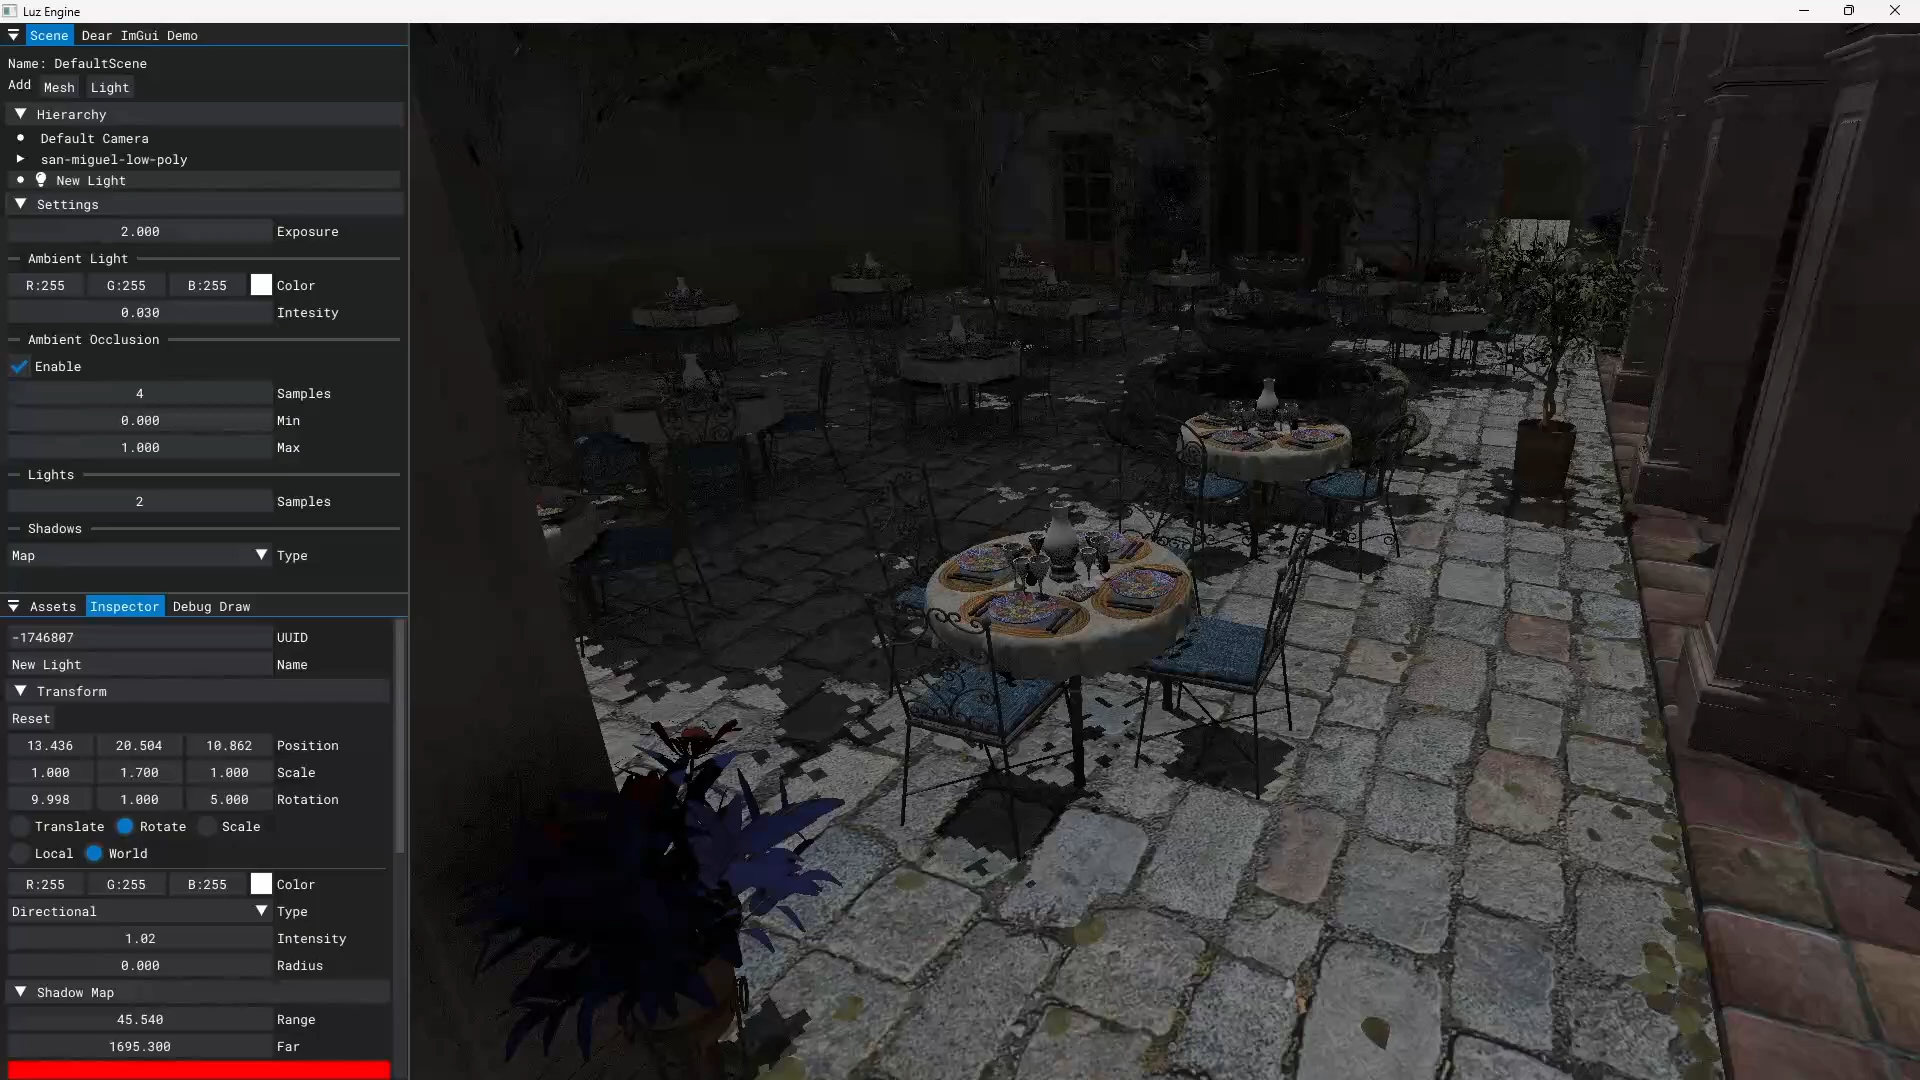 Luz Engine
Scene Dear ImGui Demo
Name: DefaultScene
Add Mesh Light
Hierarchy
Default Camera
san-miguel-low-poly
New Light
Settings
2.000 Exposure
Ambient Light
R:255 G:255 B:255 Color
0.030 Intesity
Ambient Occlusion
Enable
4 Samples
0.000 Min
1.000 Max
Lights
2 Samples
Shadows
Map Type
Assets Inspector Debug Draw
-1746807 UUID
New Light Name
Transform
Reset
13.436 20.504 10.862 Position
1.000 1.700 1.000 Scale
9.998 1.000 5.000 Rotation
Translate Rotate Scale
Local World
R:255 G:255 B:255 Color
Directional Type
1.02 Intensity
0.000 Radius
Shadow Map
45.540 Range
1695.300 Far